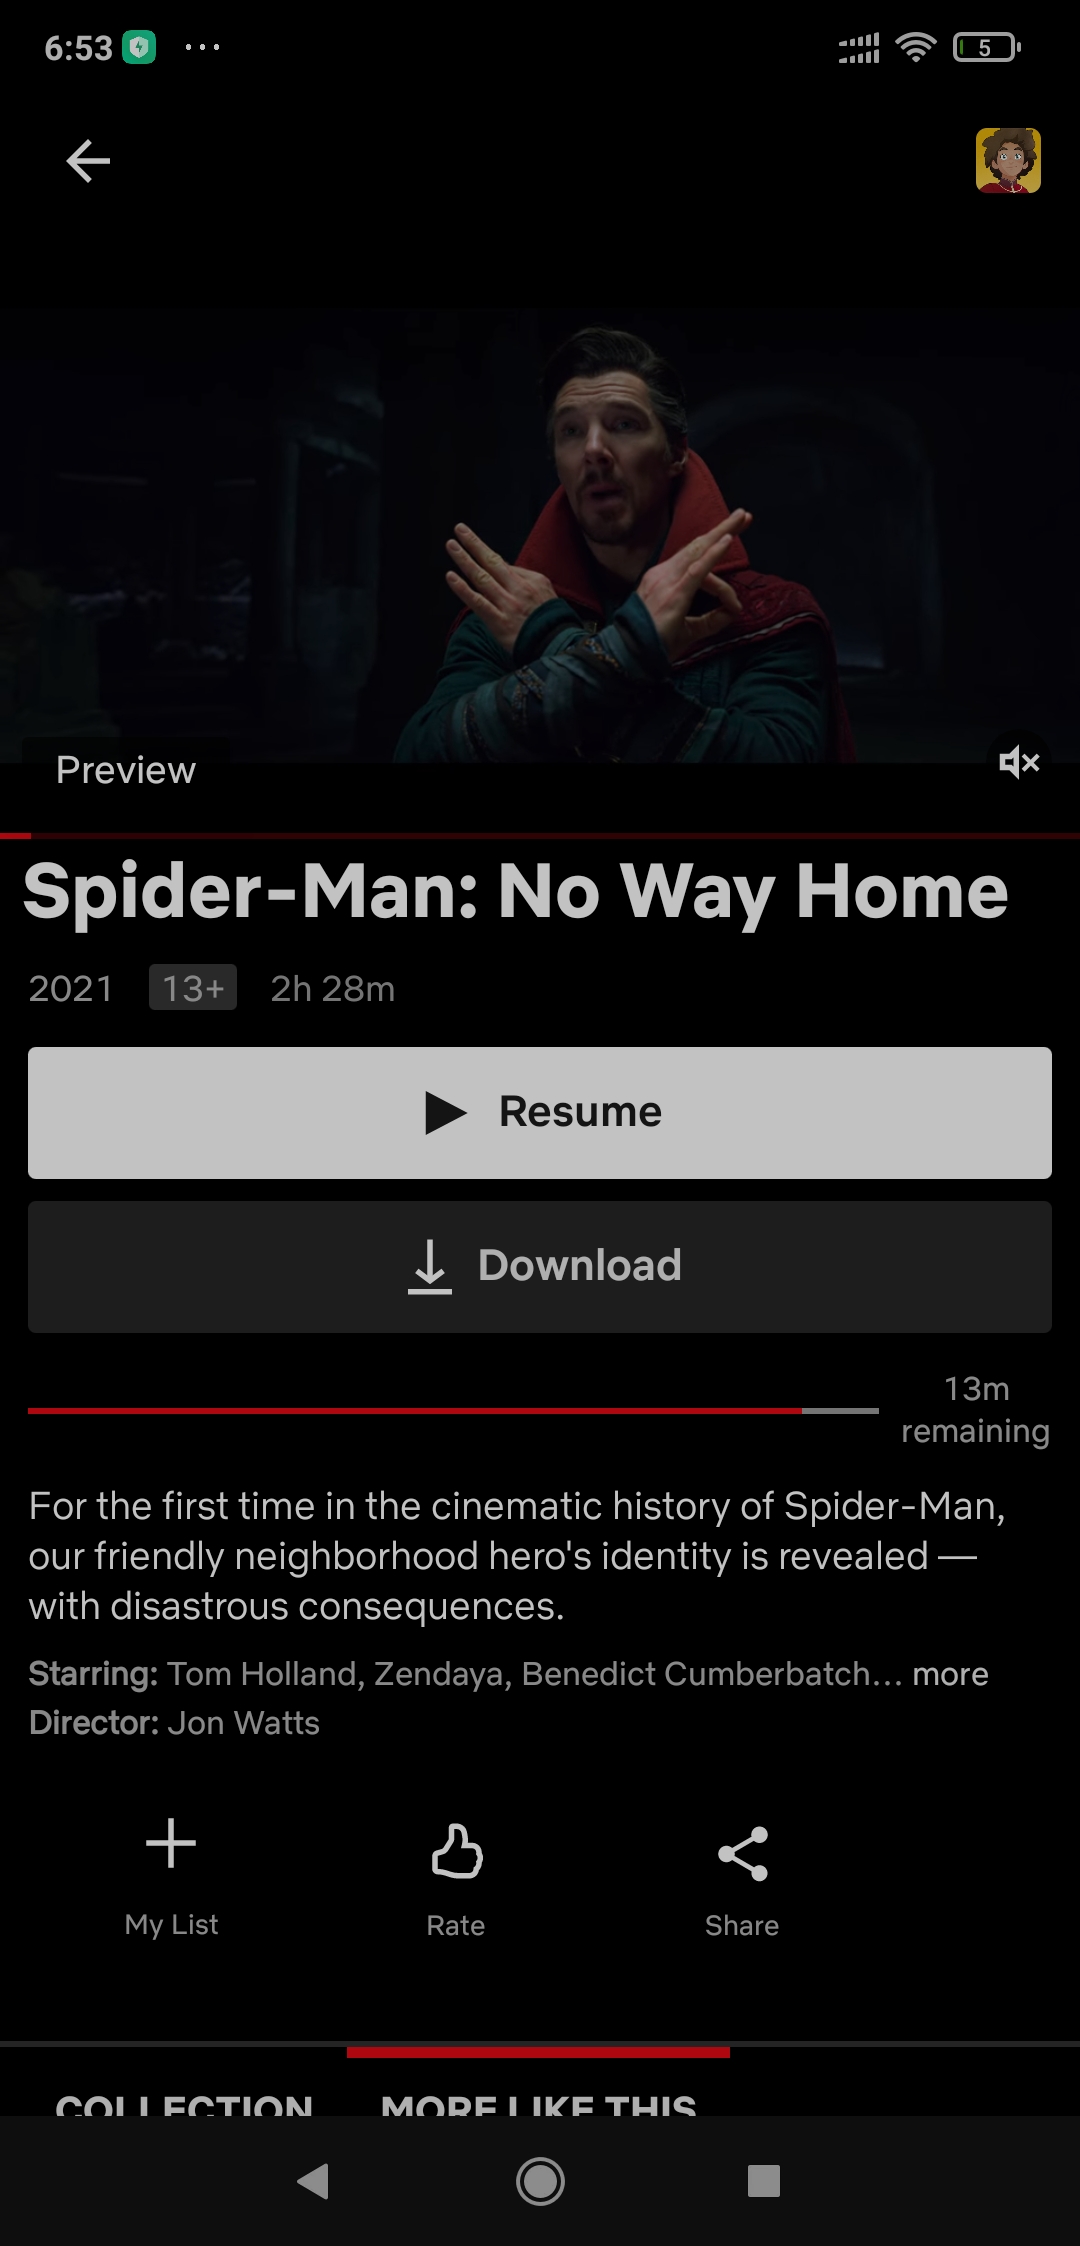 6:53
5
Preview
Spider-Man: No Way Home
2021 13+ 2h 28m
Resume
Download
13m
remaining
For the first time in the cinematic history of Spider-Man,
our friendly neighborhood hero's identity is revealed —
with disastrous consequences.
Starring: Tom Holland, Zendaya, Benedict Cumberbatch... more
Director: Jon Watts
My List Rate Share
COLLECTION MORE LIKE THIS